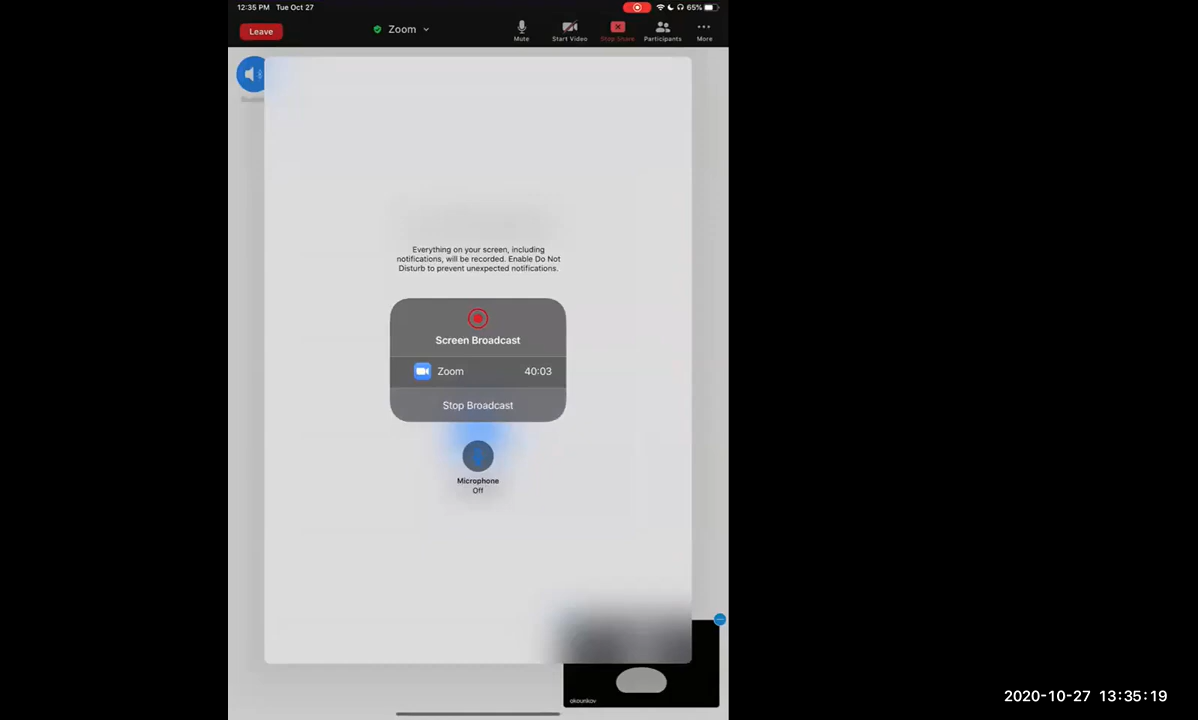 12:35 PM Tue Oct 27
65%
Leave
Zoom
Mute
Start Video
Stop Share
Participants
More
Everything on your screen, including
notifications, will be recorded. Enable Do Not
Disturb to prevent unexpected notifications.
Screen Broadcast
Zoom 40:03
Stop Broadcast
Microphone
Off
2020-10-27 13:35:19